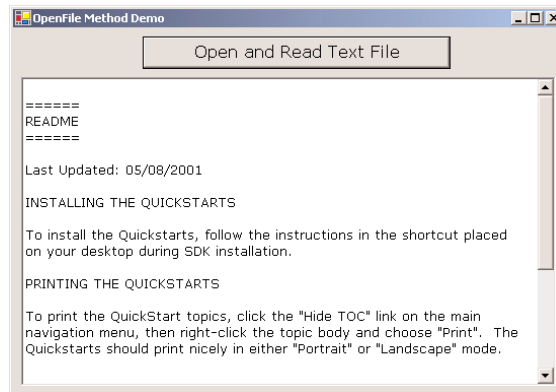 OpenFile Method Demo
Open and Read Text File
======
README
======
Last Updated: 05/08/2001
INSTALLING THE QUICKSTARTS
To install the Quickstarts, follow the instructions in the shortcut placed
on your desktop during SDK installation.
PRINTING THE QUICKSTARTS
To print the QuickStart topics, click the "Hide TOC" link on the main
navigation menu, then right-click the topic body and choose "Print".  The
Quickstarts should print nicely in either "Portrait" or "Landscape" mode.